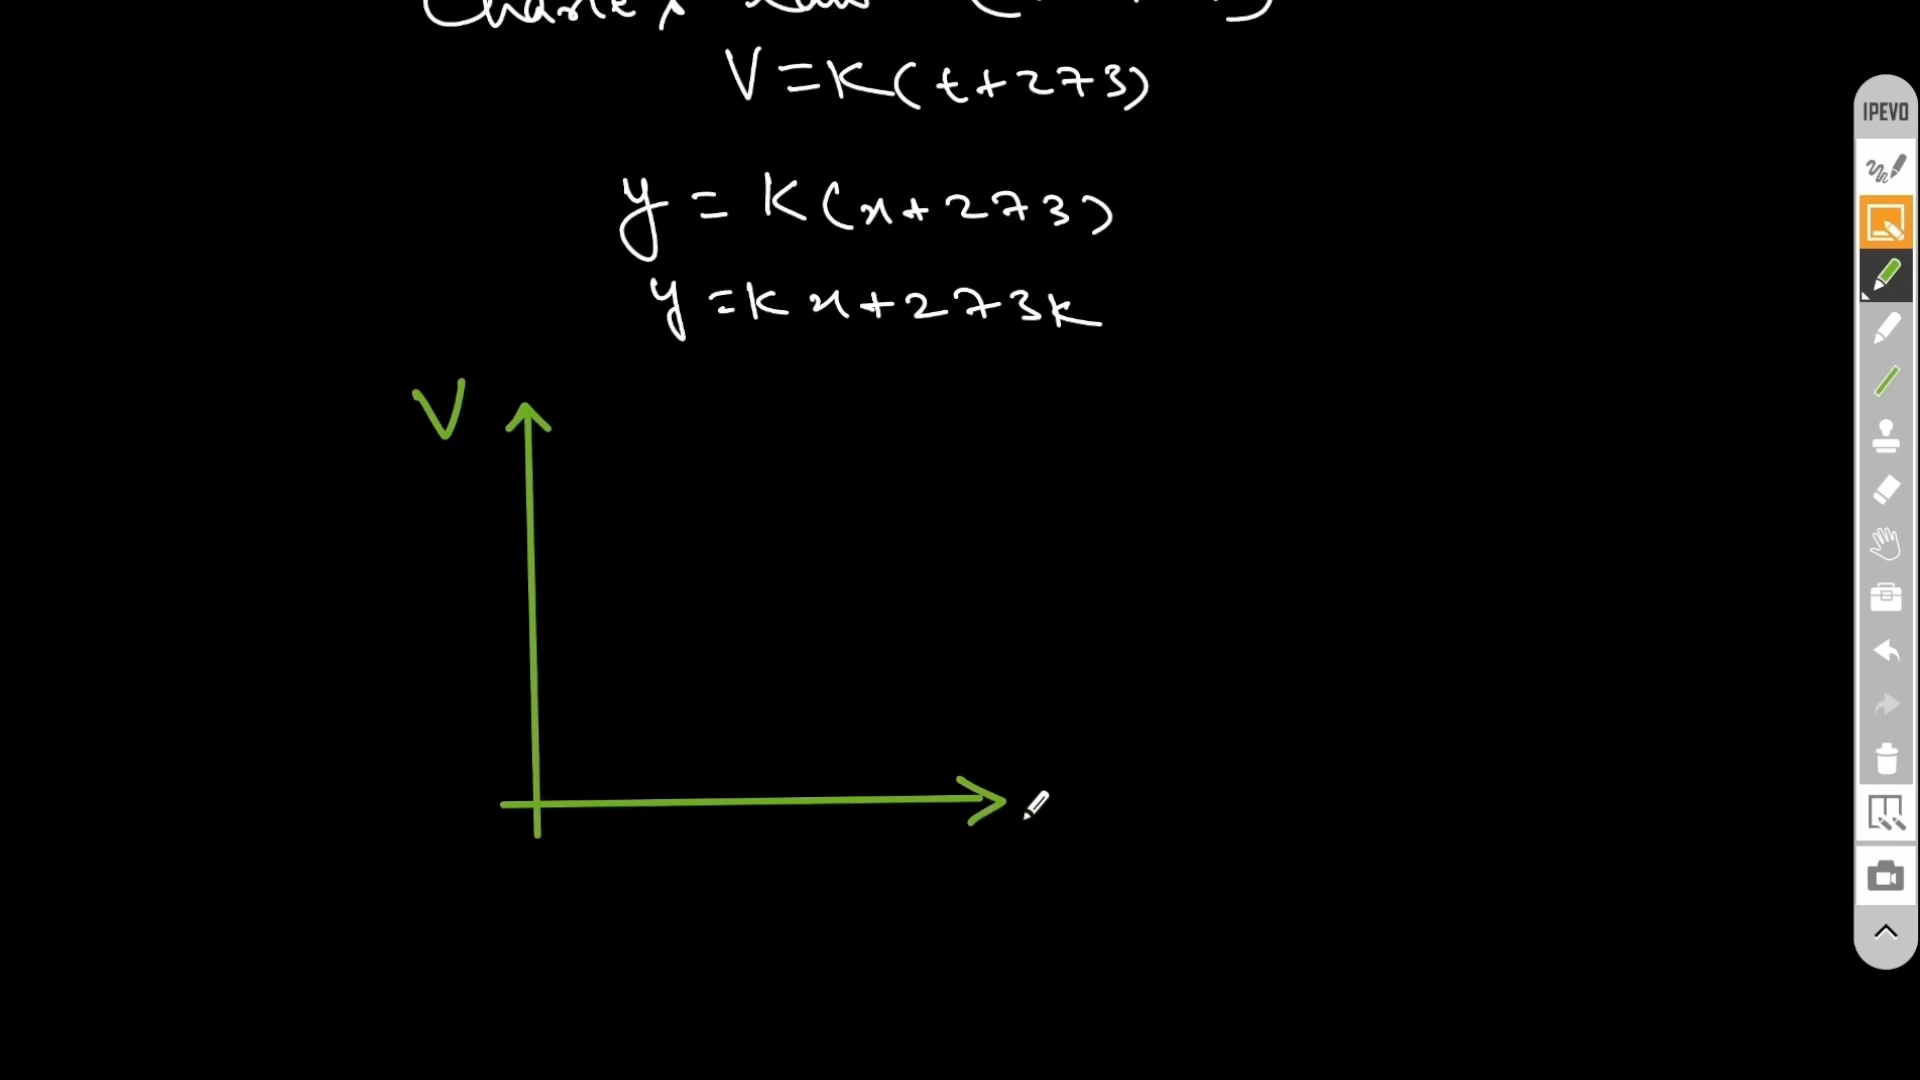 V=K(t+273)
y = K(x+273)
y =Kx+273K
V
IPEVO